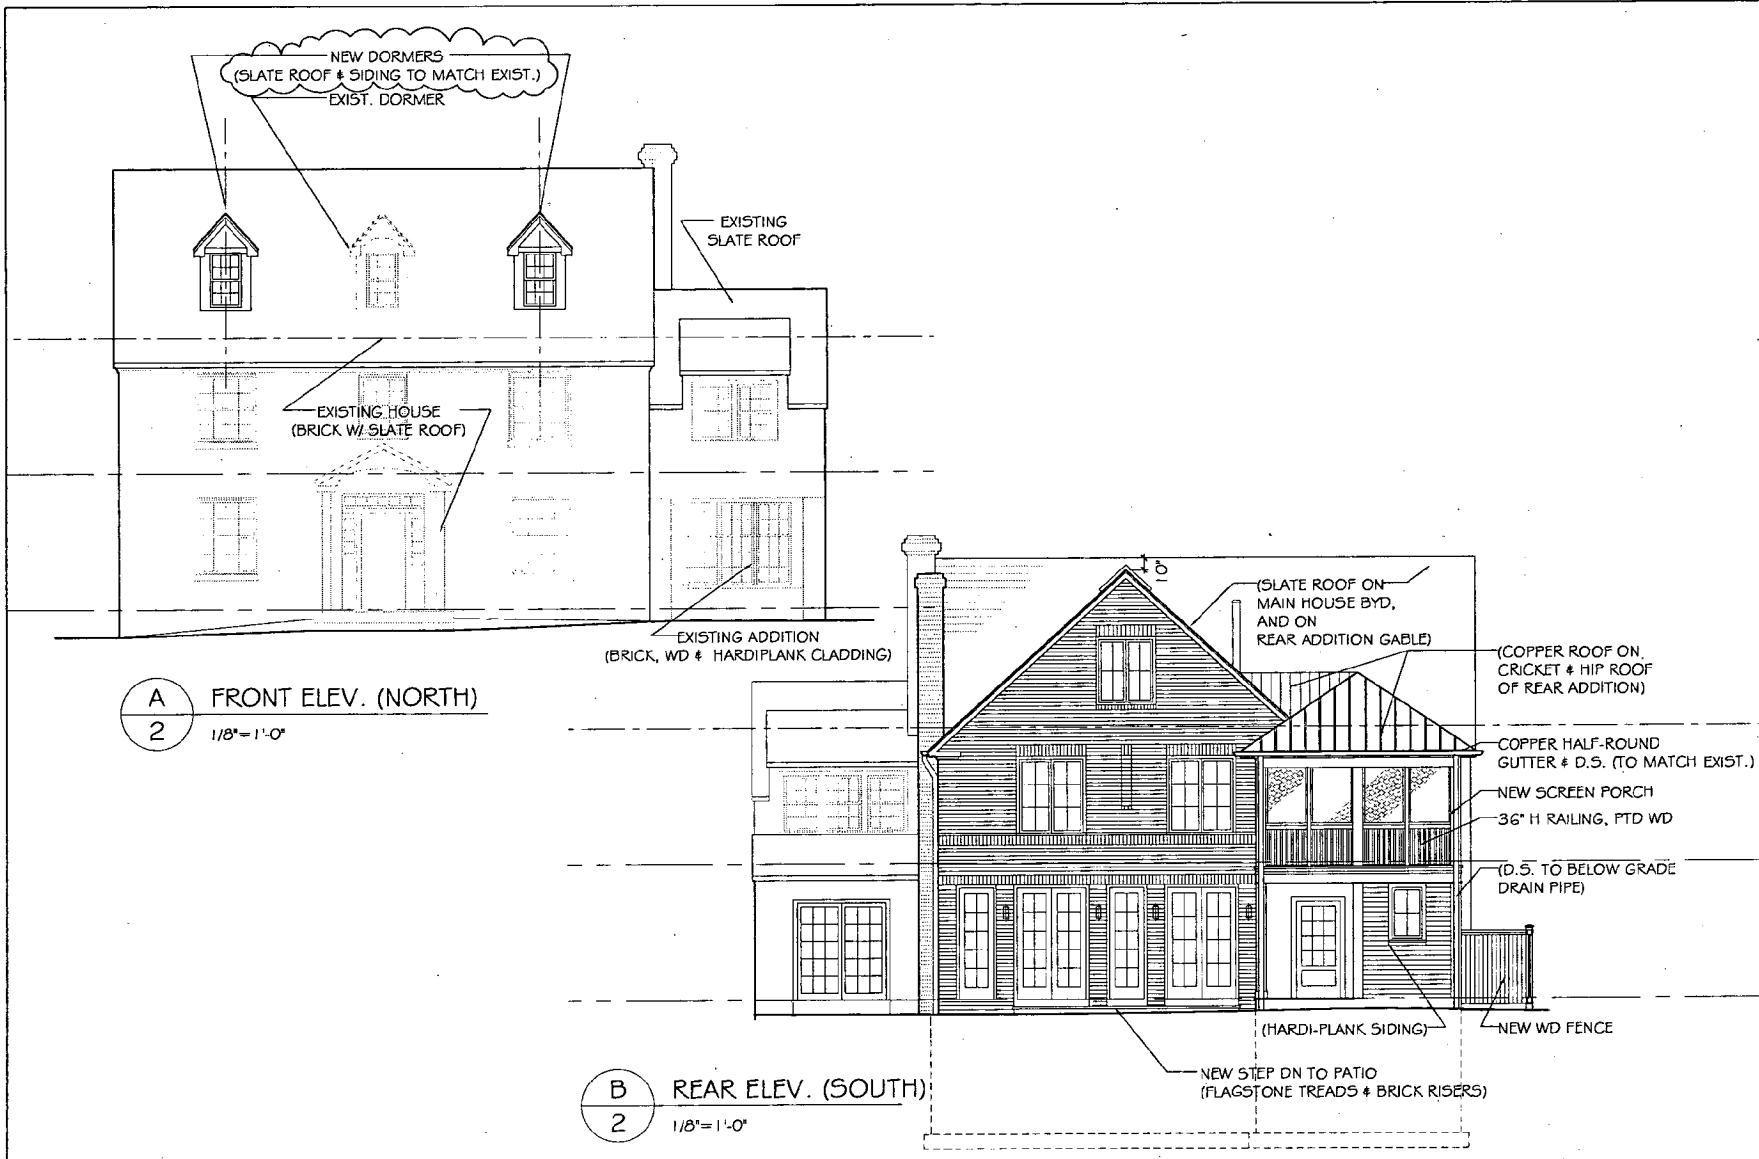 NEW DORMERS
(SLATE ROOF & SIDING TO MATCH EXIST.)
EXIST. DORMER
EXISTING
SLATE ROOF
EXISTING HOUSE
(BRICK W/ SLATE ROOF)
EXISTING ADDITION
(BRICK, WD & HARDIPLANK CLADDING)
A
2
FRONT ELEV. (NORTH)
1/8"=1'-0"
10"
(SLATE ROOF ON
MAIN HOUSE BYD,
AND ON
REAR ADDITION GABLE)
(COPPER ROOF ON
CRICKET & HIP ROOF
OF REAR ADDITION)
COPPER HALF-ROUND
GUTTER & D.S. (TO MATCH EXIST.)
NEW SCREEN PORCH
36" H RAILING, PTD WD
(D.S. TO BELOW GRADE
DRAIN PIPE)
(HARDI-PLANK SIDING)
NEW WD FENCE
NEW STEP DN TO PATIO
(FLAGSTONE TREADS & BRICK RISERS)
B
2
REAR ELEV. (SOUTH)
1/8"=1'-0"